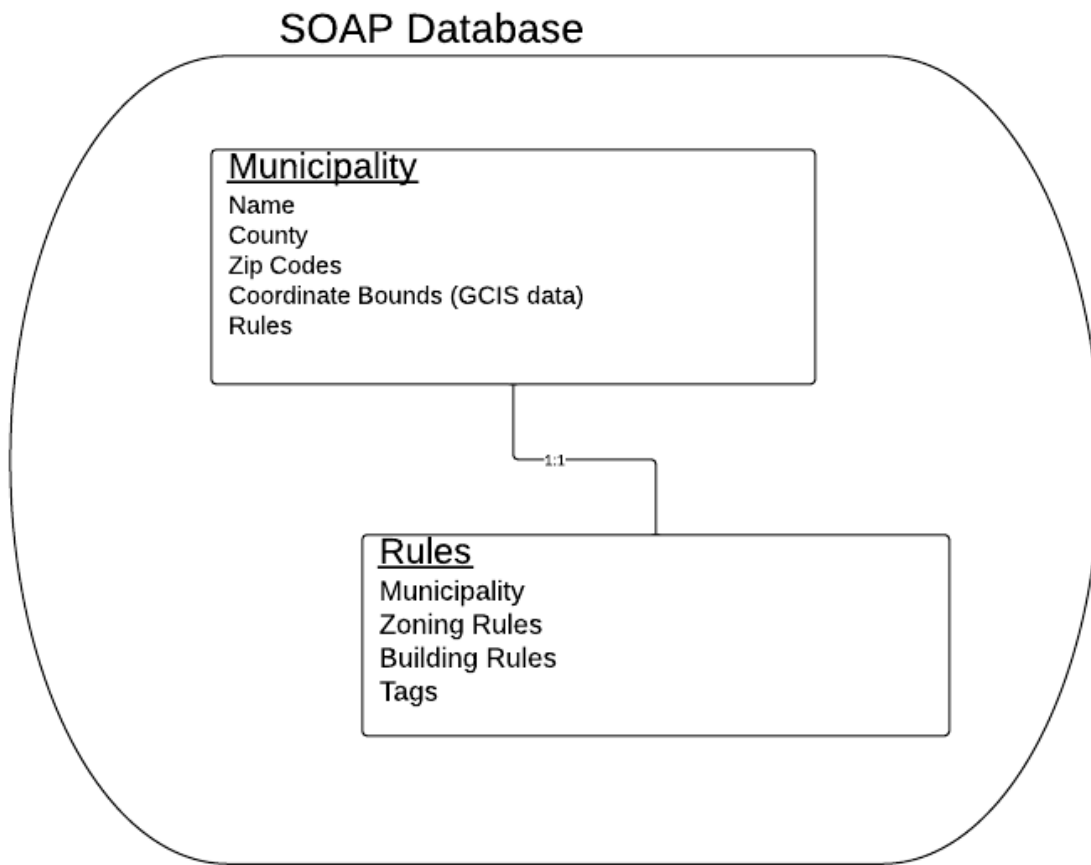 SOAP Database
Municipality
Name
County
Zip Codes
Coordinate Bounds (GCIS data)
Rules
1:1
Rules
Municipality
Zoning Rules
Building Rules
Tags